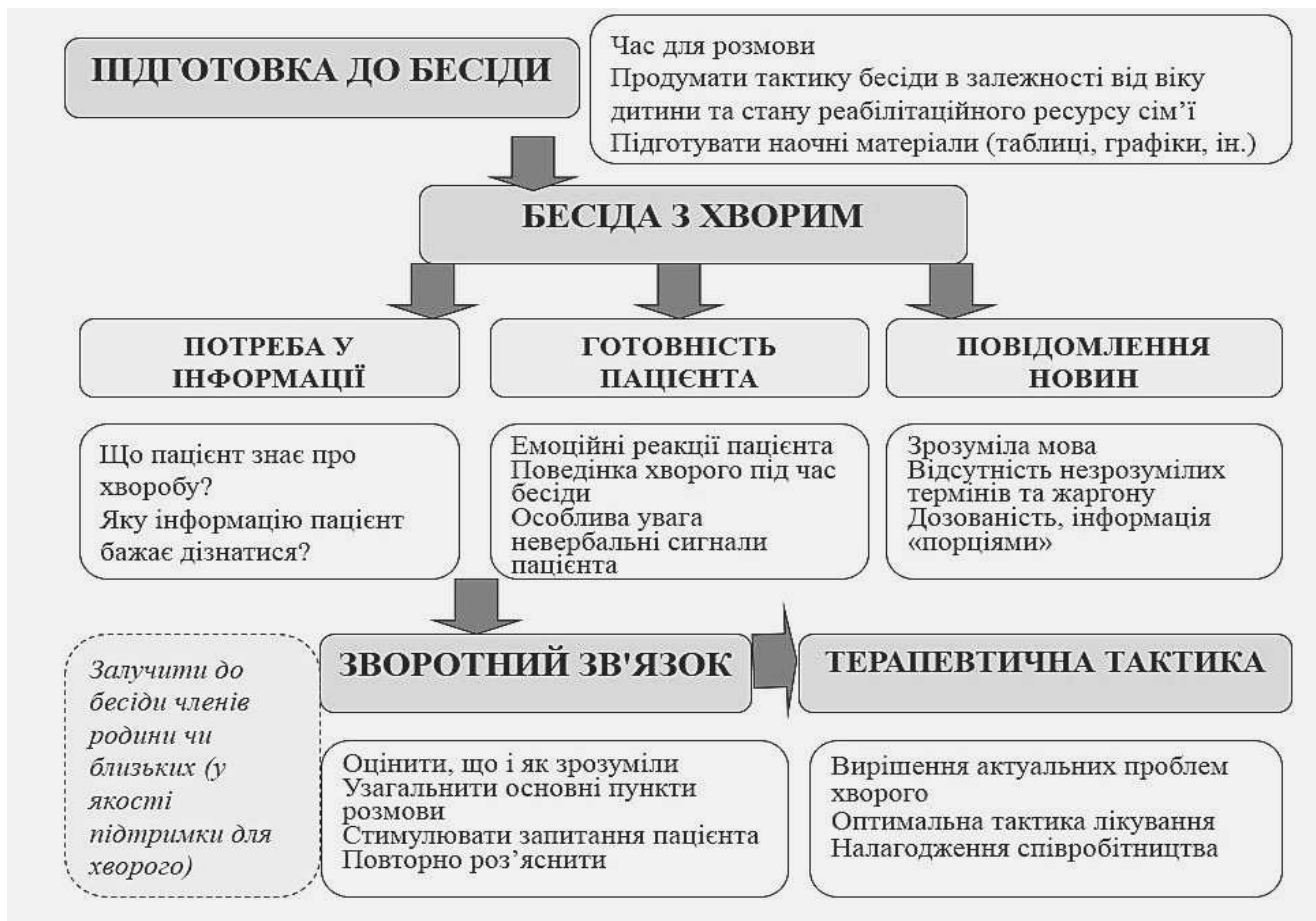 ПІДГОТОВКА ДО БЕСІДИ
Час для розмови
Продумати тактику бесіди в залежності від віку
дитини та стану реабілітаційного ресурсу сім’ї
Підготувати наочні матеріали (таблиці, графіки, ін.)
БЕСІДА З ХВОРИМ
ПОТРЕБА У
ІНФОРМАЦІЇ
Що пацієнт знає про
хворобу?
Яку інформацію пацієнт
бажає дізнатися?
ГОТОВНІСТЬ
ПАЦІЄНТА
Емоційні реакції пацієнта
Поведінка хворого під час
бесіди
Особлива увага
невербальні сигнали
пацієнта
ПОВІДОМЛЕННЯ
НОВИН
Зрозуміла мова
Відсутність незрозумілих
термінів та жаргону
Дозованість, інформація
«порціями»
Залучити до
бесіди членів
родини чи
близьких (у
якості
підтримки для
хворого)
ЗВОРОТНИЙ ЗВ'ЯЗОК
Оцінити, що і як зрозуміли
Узагальнити основні пункти
розмови
Стимулювати запитання пацієнта
Повторно роз’яснити
ТЕРАПЕВТИЧНА ТАКТИКА
Вирішення актуальних проблем
хворого
Оптимальна тактика лікування
Налагодження співробітництва